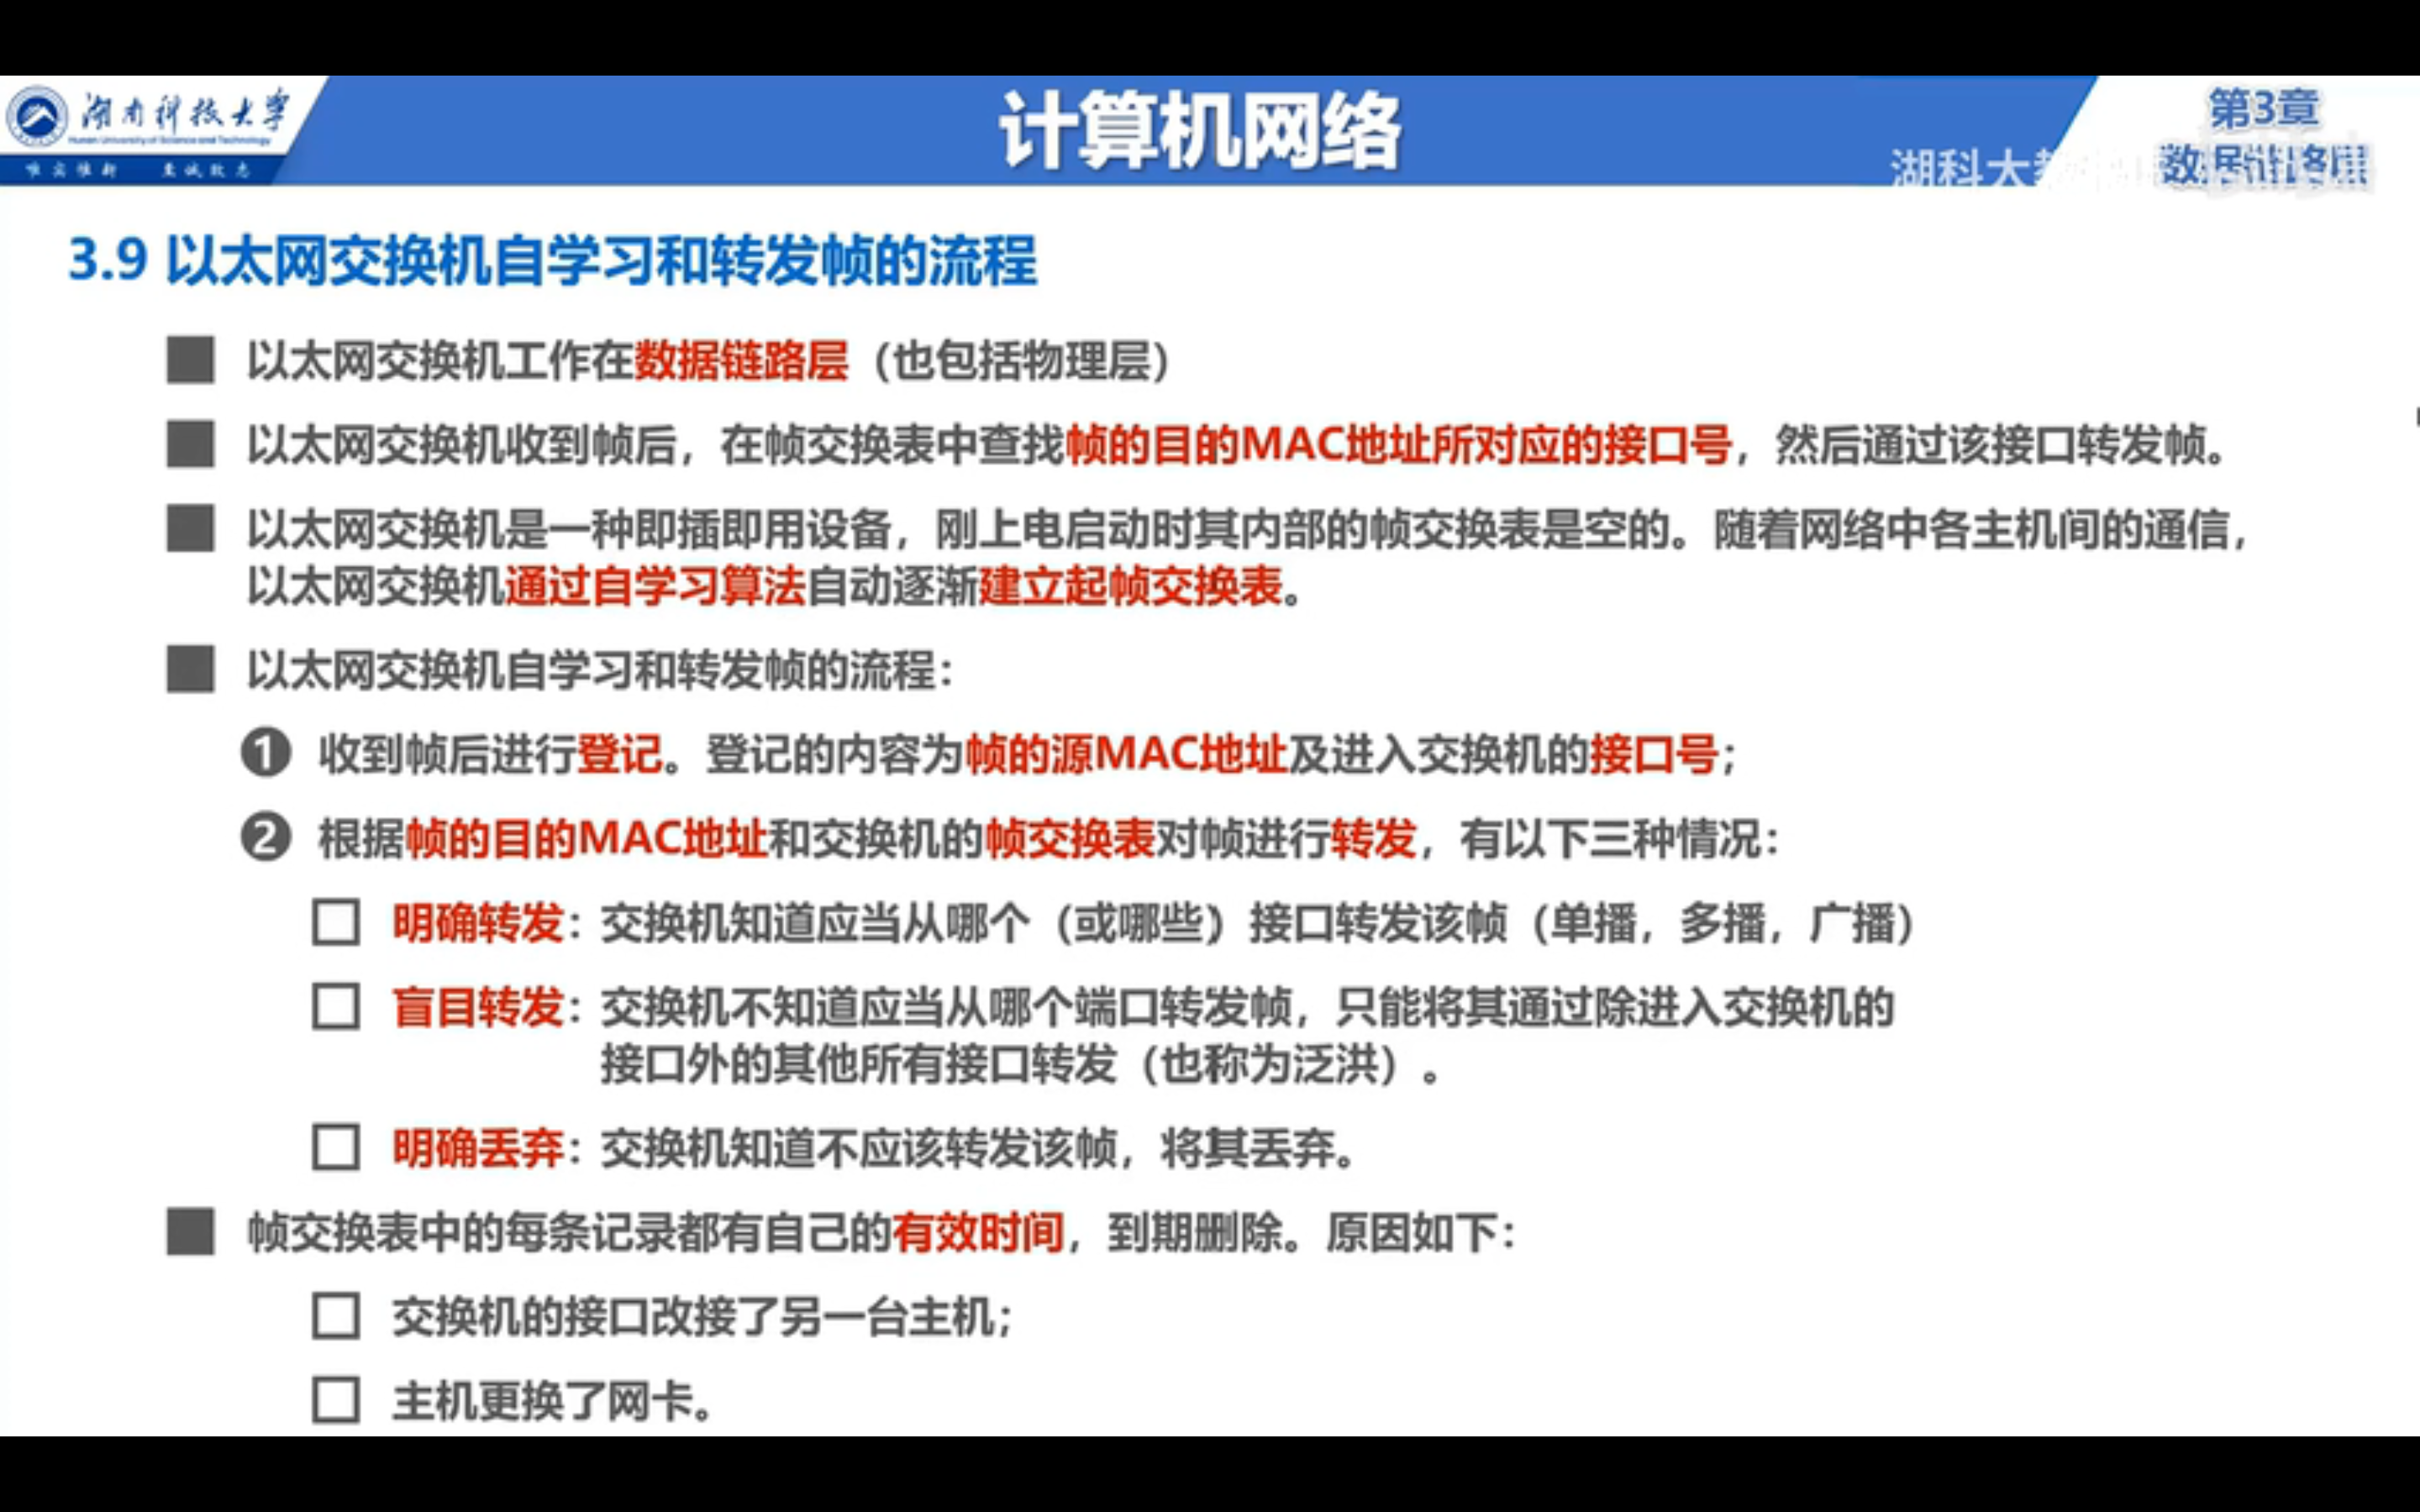 湖南科技大学
Hunan University of Science and Technology
唯实惟新 至诚致志
计算机网络
第3章
数据链路层
湖科大教
3.9 以太网交换机自学习和转发帧的流程
以太网交换机工作在数据链路层（也包括物理层）
以太网交换机收到帧后，在帧交换表中查找帧的目的MAC地址所对应的接口号，然后通过该接口转发帧。
以太网交换机是一种即插即用设备，刚上电启动时其内部的帧交换表是空的。随着网络中各主机间的通信，
以太网交换机通过自学习算法自动逐渐建立起帧交换表。
以太网交换机自学习和转发帧的流程：
❶ 收到帧后进行登记。登记的内容为帧的源MAC地址及进入交换机的接口号；
❷ 根据帧的目的MAC地址和交换机的帧交换表对帧进行转发，有以下三种情况：
明确转发：交换机知道应当从哪个（或哪些）接口转发该帧（单播，多播，广播）
盲目转发：交换机不知道应当从哪个端口转发帧，只能将其通过除进入交换机的
接口外的其他所有接口转发（也称为泛洪）。
明确丢弃：交换机知道不应该转发该帧，将其丢弃。
帧交换表中的每条记录都有自己的有效时间，到期删除。原因如下：
交换机的接口改接了另一台主机；
主机更换了网卡。